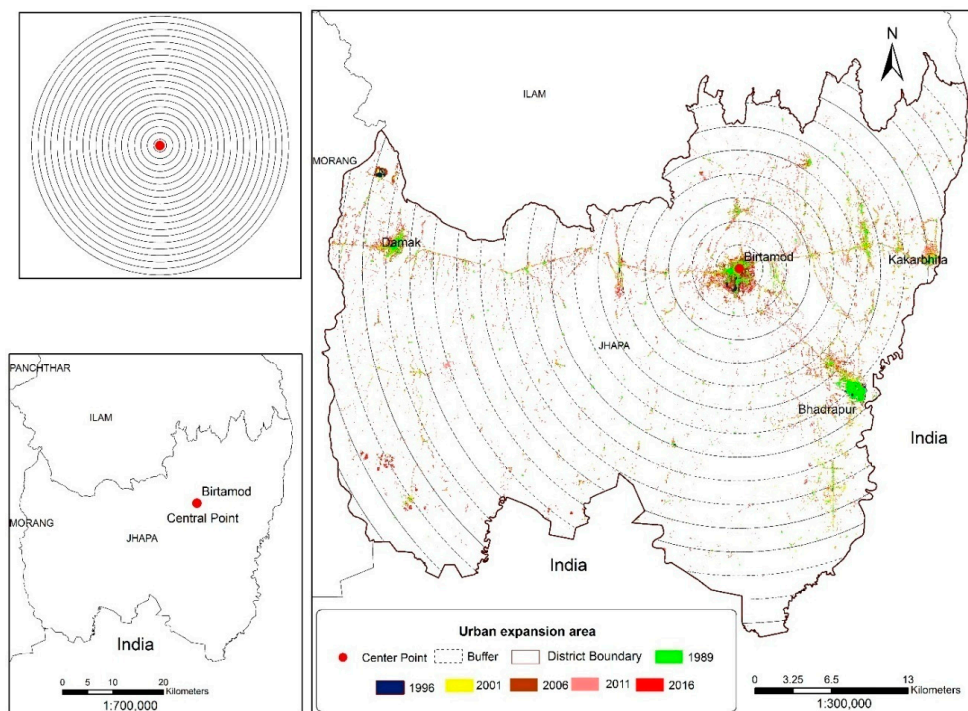 N
ILAM
MORANG
Damak
Birtamod
Kakarbhita
JHAPA
Bhadrapur
India
India
PANCHTHAR
ILAM
Birtamod
Central Point
MORANG
JHAPA
India
0 5 10 20
Kilometers
1:700,000
Urban expansion area
Center Point Buffer District Boundary 1989
1996 2001 2006 2011 2016
0 3.25 6.5 13
Kilometers
1:300,000